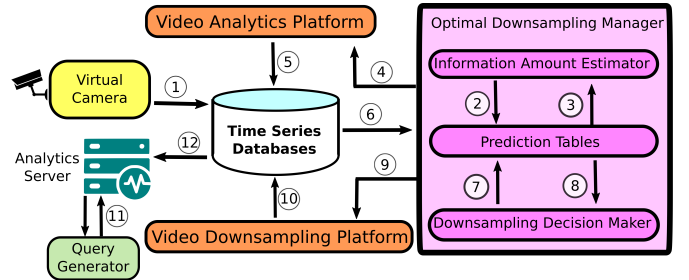 Video Analytics Platform
Optimal Downsampling Manager
Information Amount Estimator
5
4
Virtual
Camera
1
2
3
Time Series
Databases
6
Prediction Tables
12
Analytics
Server
9
7
8
10
11
Video Downsampling Platform
Downsampling Decision Maker
Query
Generator